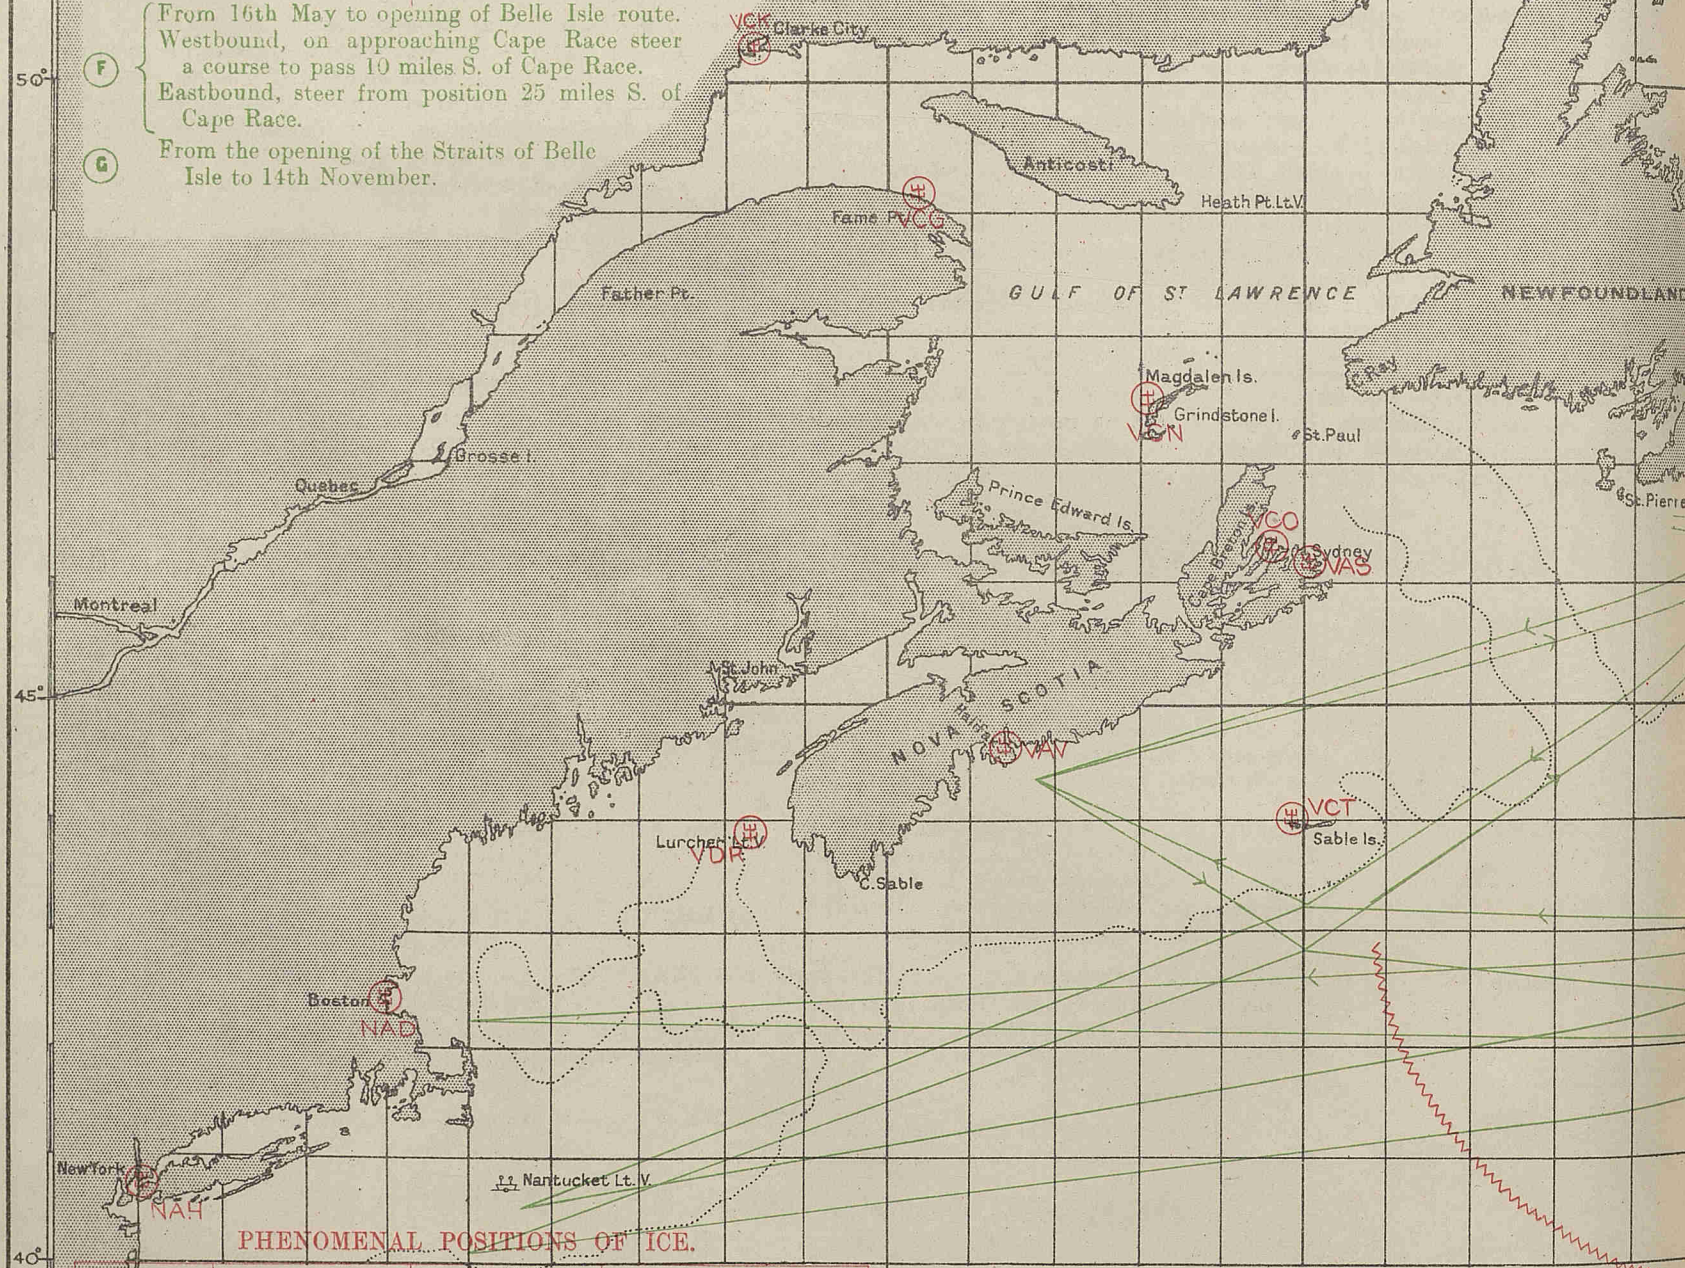 From 16th May to opening of Belle Isle route.
Westbound, on approaching Cape Race steer
a course to pass 10 miles S. of Cape Race.
F
Eastbound, steer from position 25 miles S. of
Cape Race.
From the opening of the Straits of Belle
G
Isle to 14th November.
VCK
Clarke City
50°
Anticosti
Heath Pt. Lt. V.
Fame Pt.
VCG
Father Pt.
GULF OF ST LAWRENCE
NEWFOUNDLAND
C. Ray
Magdalen Is.
Grindstone I.
VCN
St. Paul
Grosse I.
Quebec
Prince Edward Is.
St. Pierre
VCO
Cape Breton Is.
Sydney
VAS
Montreal
St. John
45°
NOVA SCOTIA
Halifax
VAV
VCT
Sable Is.
Lurcher Lt. V.
VDR
C. Sable
Boston
NAD
New York
NAH
Nantucket Lt. V.
PHENOMENAL POSITIONS OF ICE.
40°